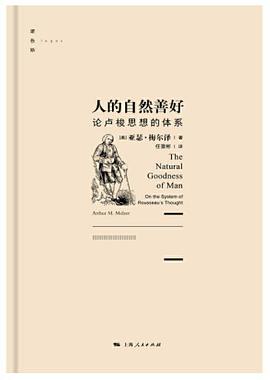 人的自然善好
论卢梭思想的体系
[美] 亚瑟·梅尔泽 著
任崇彬 译
The
Natural
Goodness
of Man
On the System of
Rousseau's Thought
Arthur M. Melzer
上海人民出版社